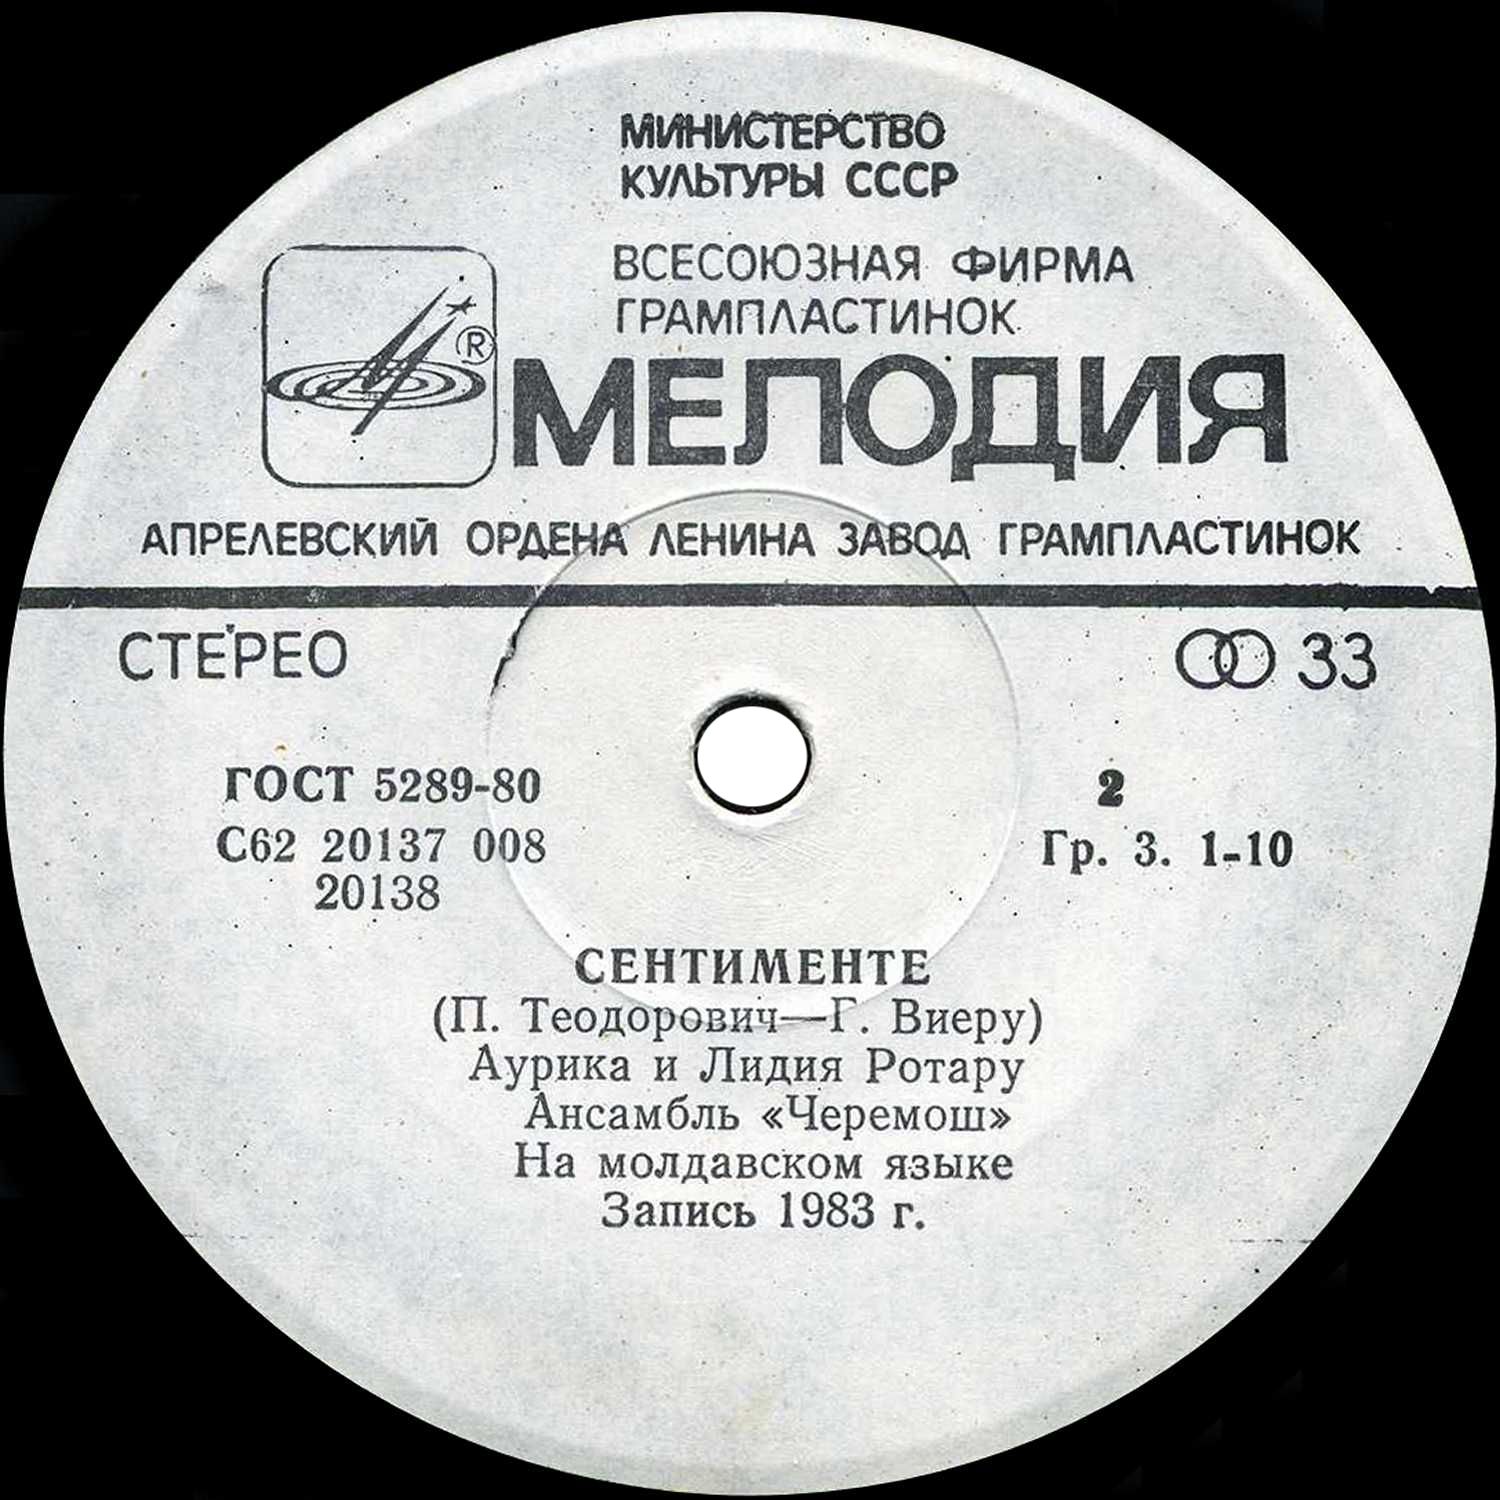 МИНИСТЕРСТВО
КУЛЬТУРЫ СССР
ВСЕСОЮЗНАЯ ФИРМА
ГРАМПЛАСТИНОК
®
МЕЛОДИЯ
АПРЕЛЕВСКИЙ ОРДЕНА ЛЕНИНА ЗАВОД ГРАМПЛАСТИНОК
СТЕРЕО
33
ГОСТ 5289-80
2
С62 20137 008
Гр. 3. 1-10
20138
СЕНТИМЕНТЕ
(П. Теодорович—Г. Виеру)
Аурика и Лидия Ротару
Ансамбль «Черемош»
На молдавском языке
Запись 1983 г.